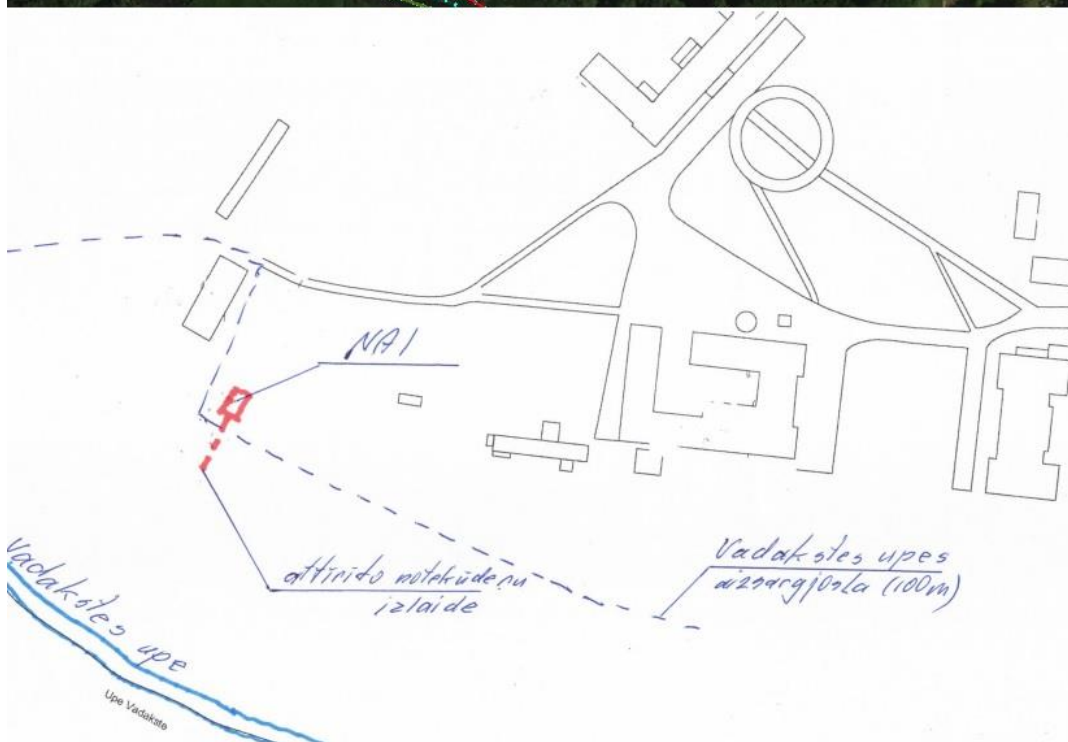 NAI
attīrīto notekūdeņu
izlaide
Vadakstes upes
aizsargjosla (100m)
Vadakstes upe
Upe Vadakste